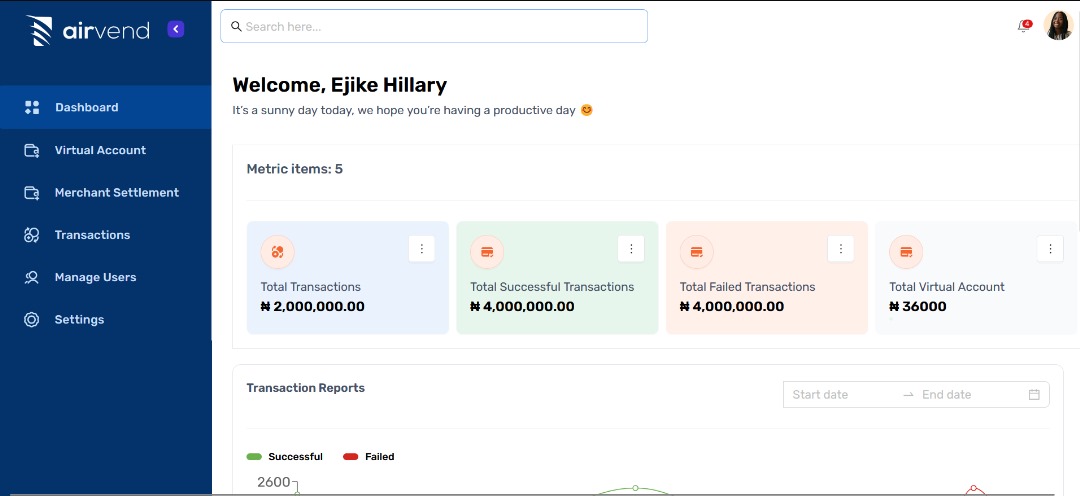 airvend
Search here...
4
Welcome, Ejike Hillary
It's a sunny day today, we hope you're having a productive day 😊
Dashboard
Virtual Account
Merchant Settlement
Transactions
Manage Users
Settings
Metric items: 5
Total Transactions
₦ 2,000,000.00
Total Successful Transactions
₦ 4,000,000.00
Total Failed Transactions
₦ 4,000,000.00
Total Virtual Account
₦ 36000
Transaction Reports
Start date → End date
Successful Failed
2600